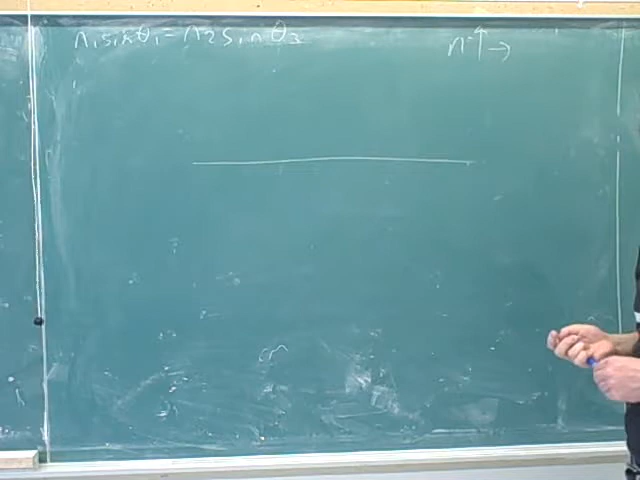 n₁sinθ₁ = n2sinθ2
n ↑ →